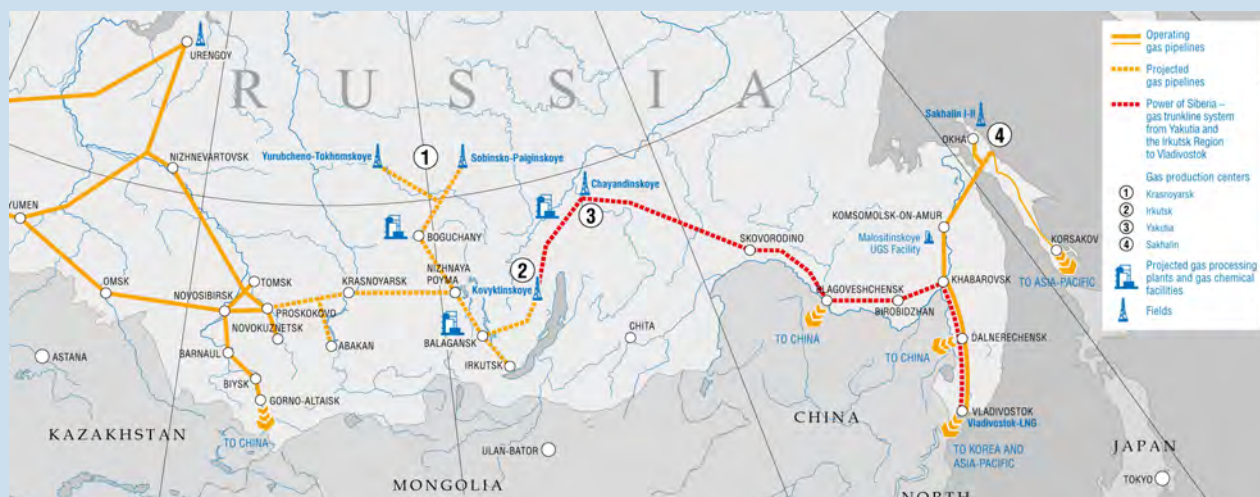 URENGOY
RUSSIA
NIZHNEVARTOVSK
Yurubcheno-Tokhomskoye
1
Sobinsko-Paiginskoye
Chayandinskoye
3
Sakhalin I-II
OKHA
4
YUMEN
BOGUCHANY
KOMSOMOLSK-ON-AMUR
Malositinskoye
UGS Facility
SKOVORODINO
KORSAKOV
TO ASIA-PACIFIC
OMSK
TOMSK
KRASNOYARSK
NIZHNAYA
POYMA
2
Kovyktinskoye
NOVOSIBIRSK
PROSKOKOVO
NOVOKUZNETSK
BLAGOVESHCHENSK
BIROBIDZHAN
KHABAROVSK
TO CHINA
ASTANA
BARNAUL
ABAKAN
BALAGANSK
IRKUTSK
CHITA
TO CHINA
DALNERECHENSK
BIYSK
GORNO-ALTAISK
TO CHINA
KAZAKHSTAN
CHINA
VLADIVOSTOK
Vladivostok-LNG
TO KOREA AND
ASIA-PACIFIC
JAPAN
ULAN-BATOR
MONGOLIA
TOKYO
NORTH
Operating
gas pipelines
Projected
gas pipelines
Power of Siberia –
gas trunkline system
from Yakutia and
the Irkutsk Region
to Vladivostok
Gas production centers
1 Krasnoyarsk
2 Irkutsk
3 Yakutia
4 Sakhalin
Projected gas processing
plants and gas chemical
facilities
Fields